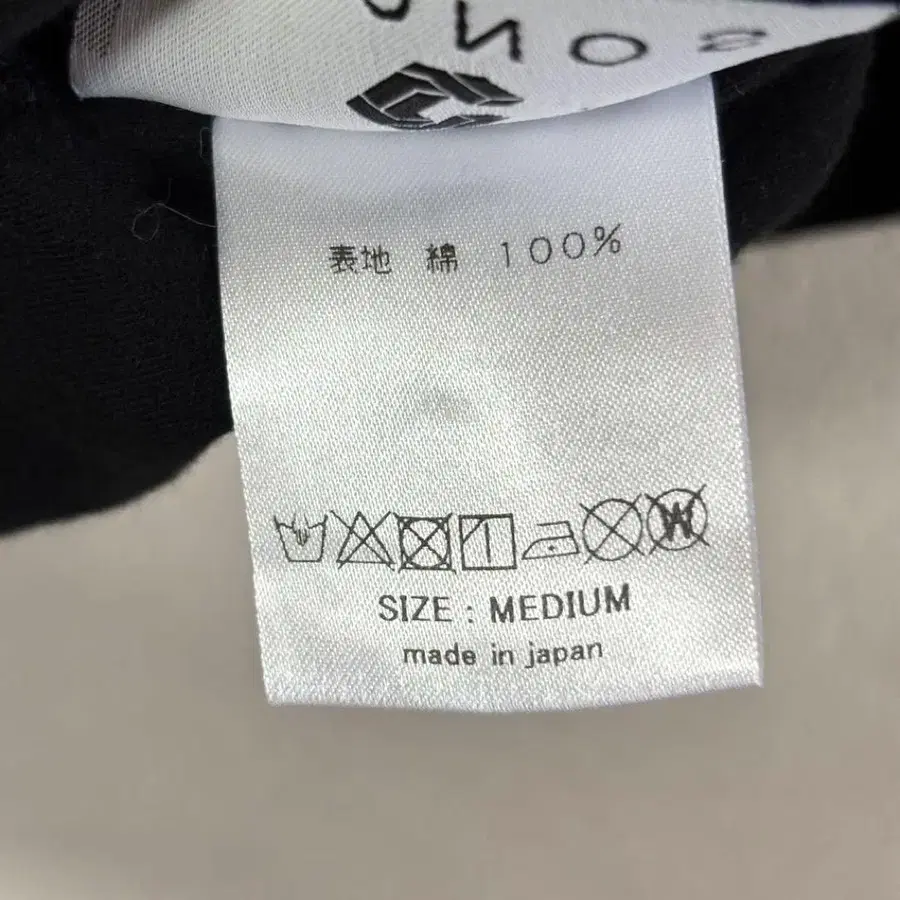 表地 綿 100%
SIZE : MEDIUM
made in japan